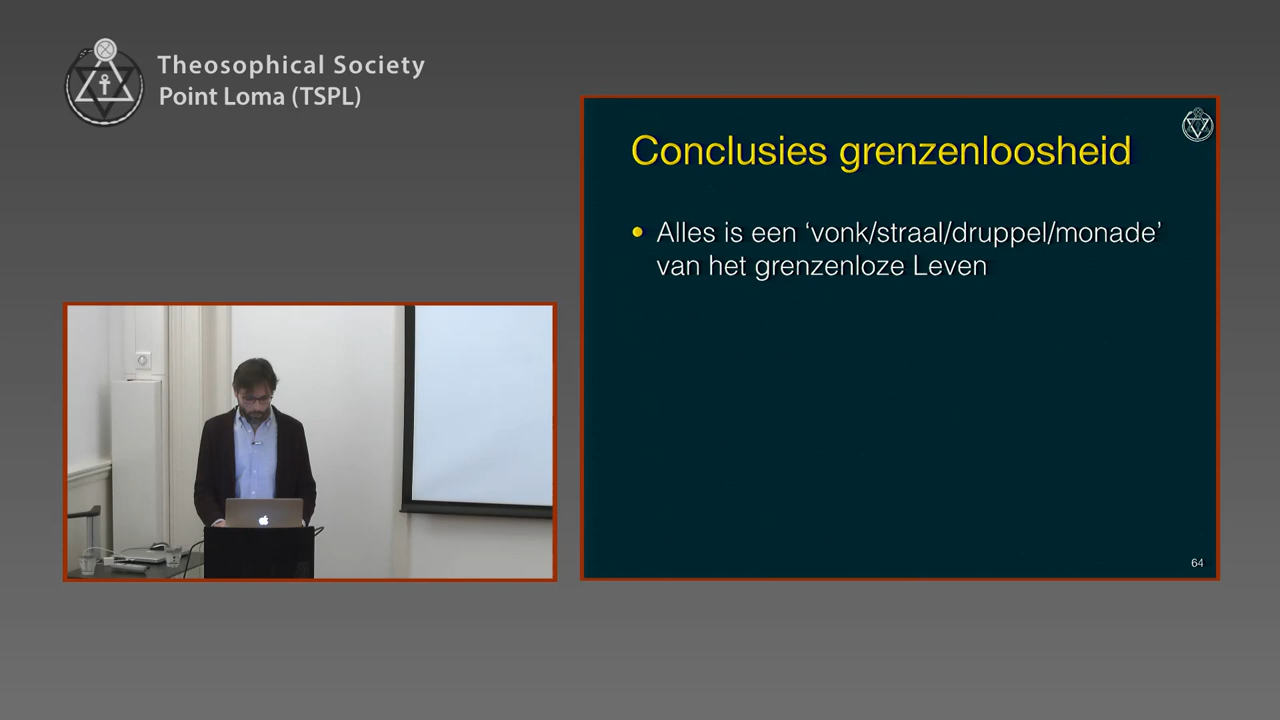 Theosophical Society
Point Loma (TSPL)
Conclusies grenzenloosheid
• Alles is een ‘vonk/straal/druppel/monade’
van het grenzenloze Leven
64